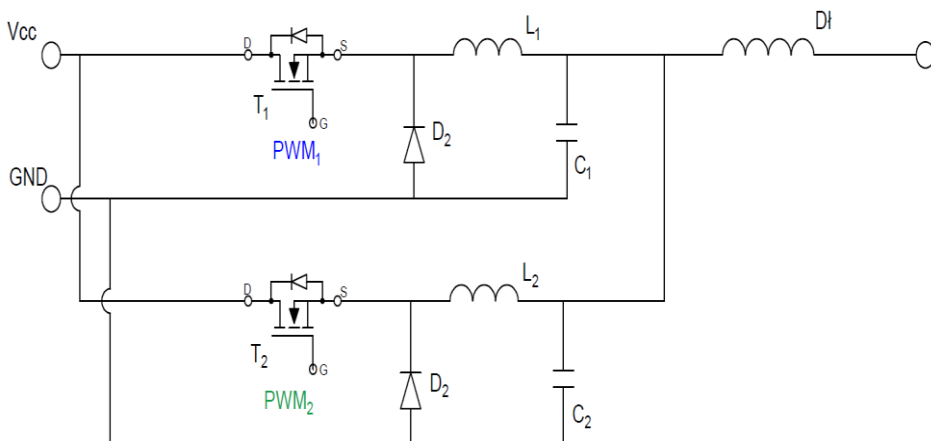 Vcc
L₁
Dł
D
S
T₁
G
PWM₁
D₂
C₁
GND
L₂
D
S
T₂
G
PWM₂
D₂
C₂